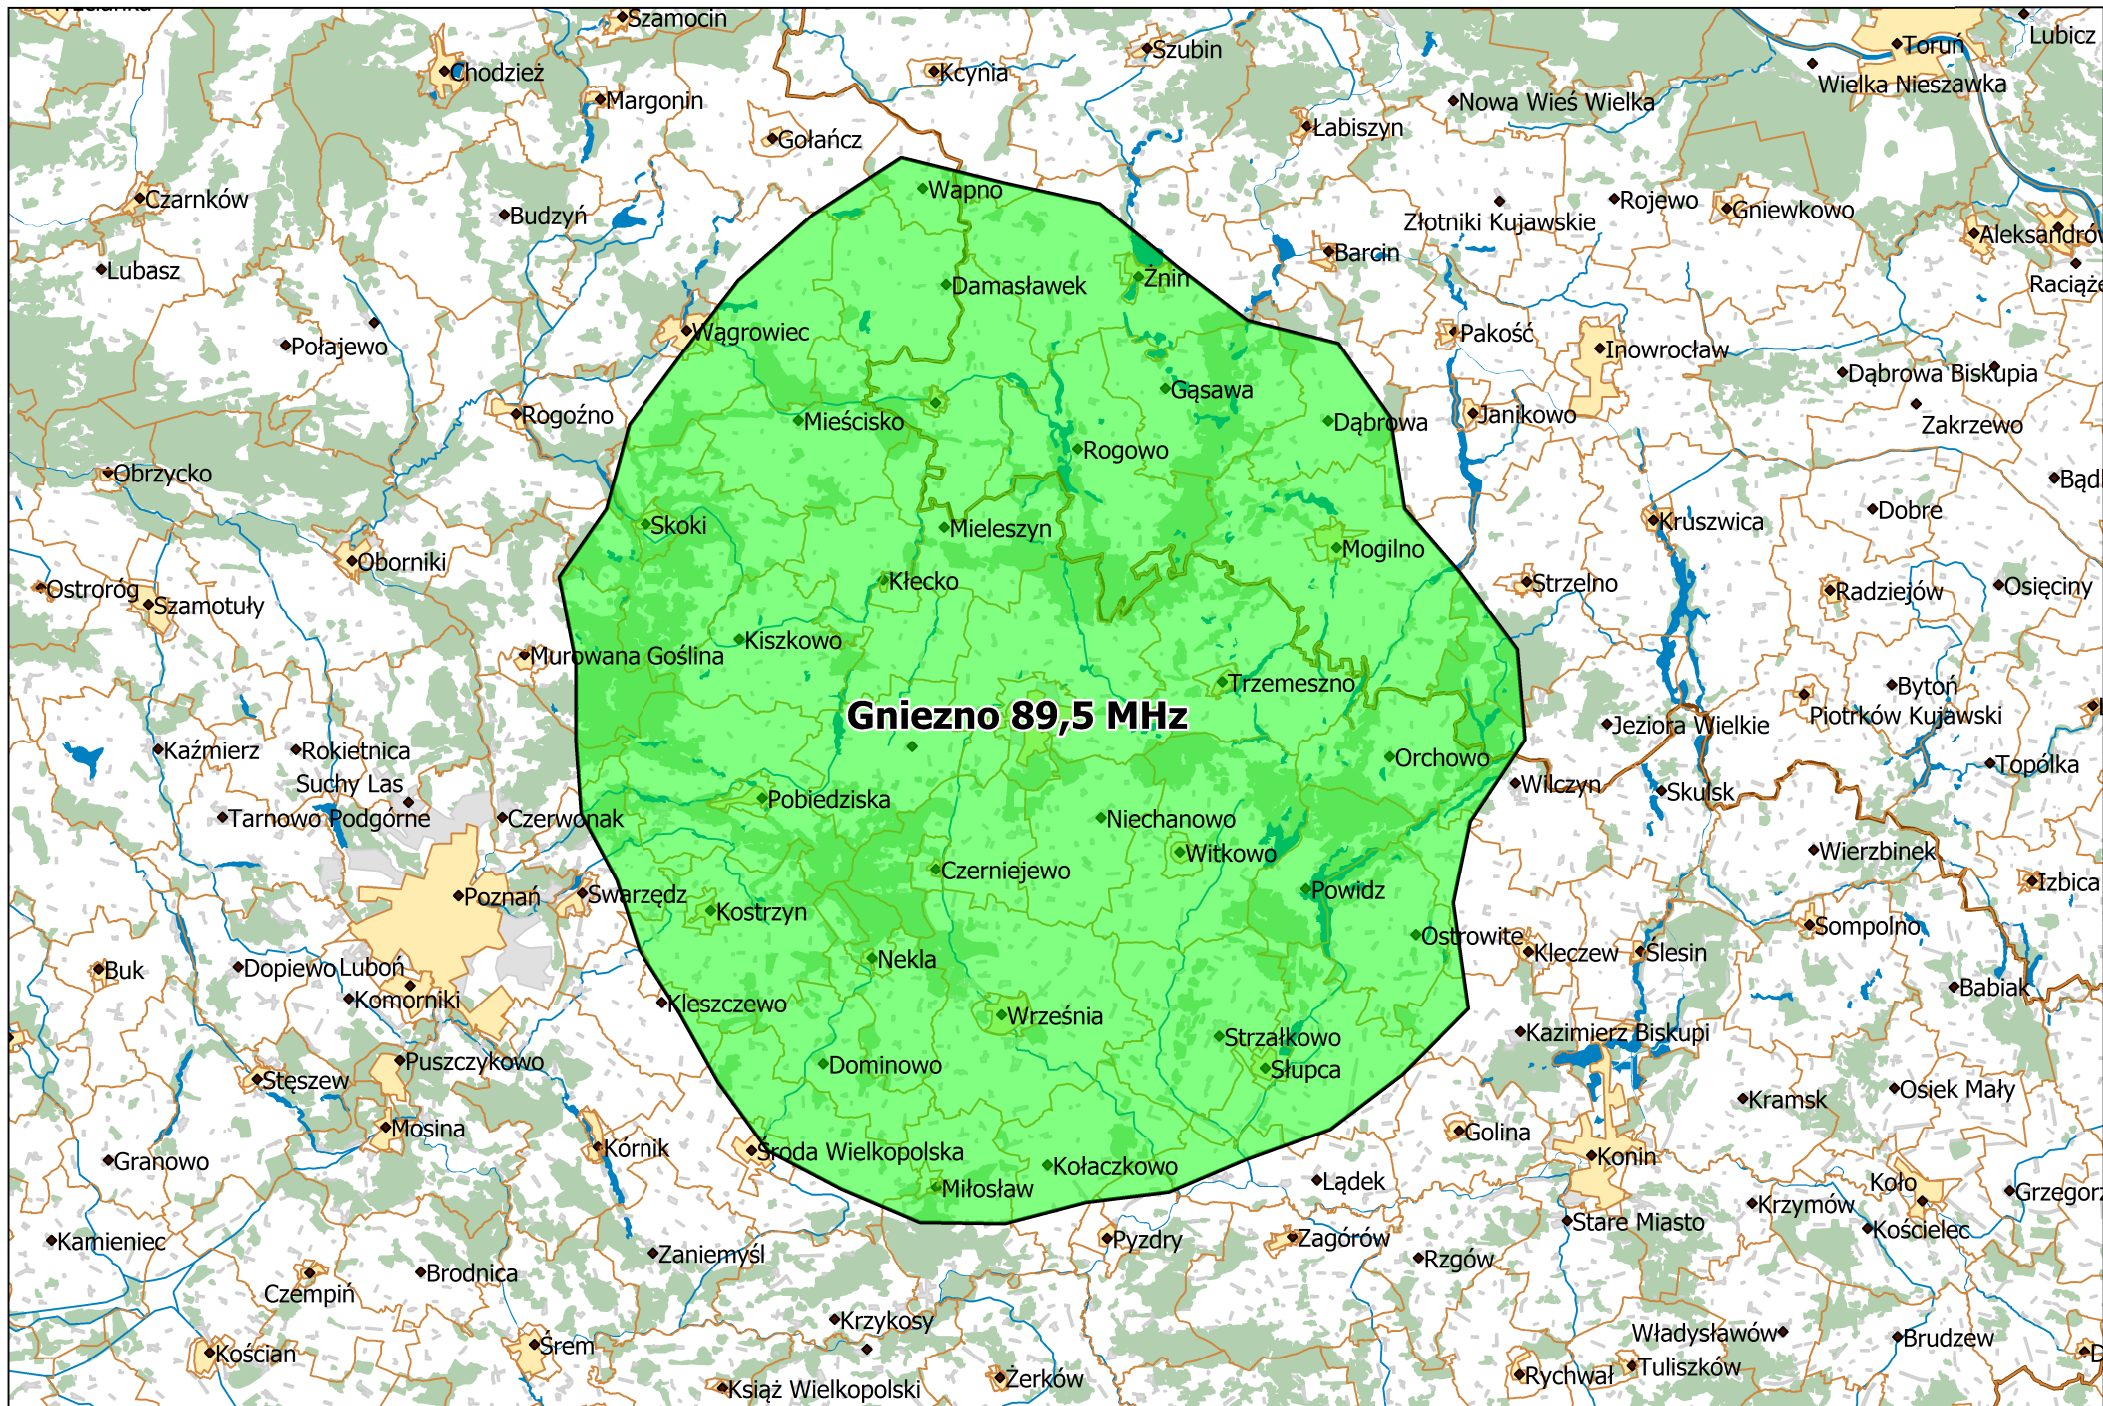 Szamocin
Chodzież
Kcynia
Szubin
Toruń
Lubicz
Wielka Nieszawka
Margonin
Nowa Wieś Wielka
Gołańcz
Łabiszyn
Wapno
Czarnków
Budzyń
Złotniki Kujawskie
Rojewo
Gniewkowo
Aleksandrów
Barcin
Lubasz
Żnin
Damasławek
Raciąże
Wągrowiec
Pakość
Inowrocław
Połajewo
Dąbrowa Biskupia
Gąsawa
Rogoźno
Mieścisko
Dąbrowa
Janikowo
Zakrzewo
Rogowo
Obrzycko
Bąd
Skoki
Mieleszyn
Kruszwica
Dobre
Mogilno
Oborniki
Kłecko
Strzelno
Ostroróg
Szamotuły
Radziejów
Osięciny
Kiszkowo
Murowana Goślina
Trzemeszno
Bytoń
Gniezno 89,5 MHz
Piotrków Kujawski
Jeziora Wielkie
Kaźmierz
Rokietnica
Orchowo
Topólka
Suchy Las
Wilczyn
Skulsk
Pobiedziska
Tarnowo Podgórne
Czerwonak
Niechanowo
Witkowo
Wierzbinek
Czerniejewo
Izbica
Poznań
Swarzędz
Powidz
Kostrzyn
Sompolno
Ostrowite
Kleczew
Ślesin
Nekla
Buk
Dopiewo
Luboń
Babiak
Komorniki
Kleszczewo
Września
Kazimierz Biskupi
Strzałkowo
Puszczykowo
Dominowo
Słupca
Stęszew
Osiek Mały
Kramsk
Mosina
Golina
Kórnik
Środa Wielkopolska
Konin
Granowo
Kołaczkowo
Lądek
Koło
Miłosław
Grzegorz
Krzymów
Stare Miasto
Kościelec
Kamieniec
Pyzdry
Zagórów
Zaniemyśl
Rzgów
Brodnica
Czempiń
Krzykosy
Władysławów
Brudzew
Śrem
Kościan
Tuliszków
Rychwał
Żerków
Książ Wielkopolski